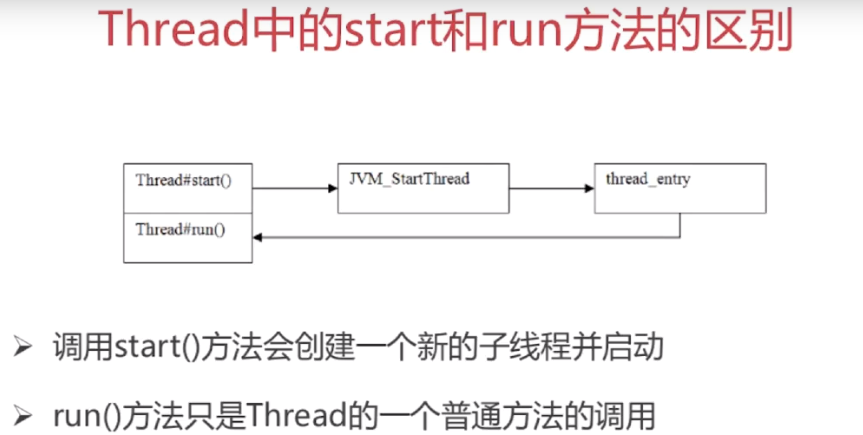 Thread中的start和run方法的区别
Thread#start()
JVM_StartThread
thread_entry
Thread#run()
➢ 调用start()方法会创建一个新的子线程并启动
➢ run()方法只是Thread的一个普通方法的调用